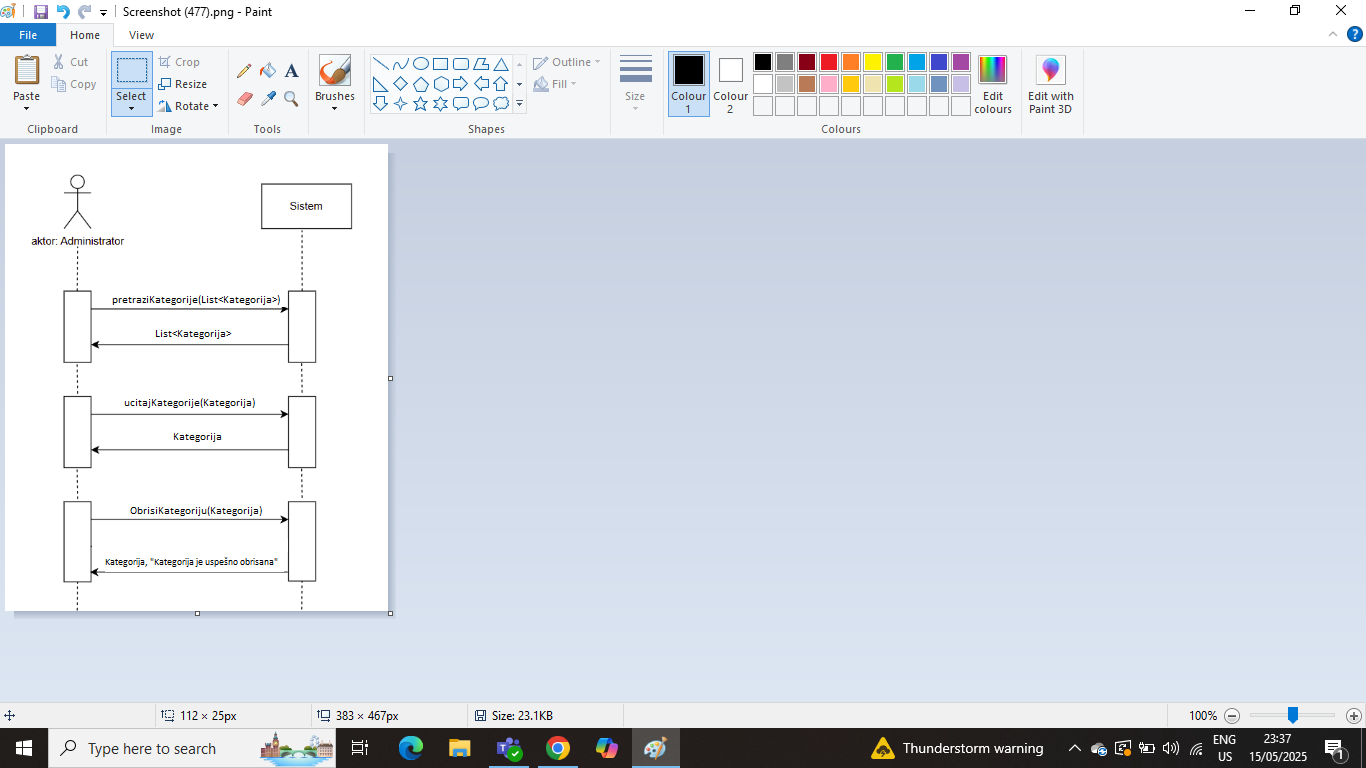 Screenshot (477).png - Paint
File Home View
Paste
Cut
Copy
Clipboard
Select
Crop
Resize
Rotate
Image
A
Tools
Brushes
Outline
Fill
Shapes
Size
Colour 1
Colour 2
Edit colours
Colours
Edit with Paint 3D
Sistem
aktor: Administrator
pretraziKategorije(List<Kategorija>)
List<Kategorija>
ucitajKategorije(Kategorija)
Kategorija
ObrisiKategoriju(Kategorija)
Kategorija, "Kategorija je uspešno obrisana"
112 × 25px
383 × 467px
Size: 23.1KB
100%
Type here to search
Thunderstorm warning
ENG
US
23:37
15/05/2025
1